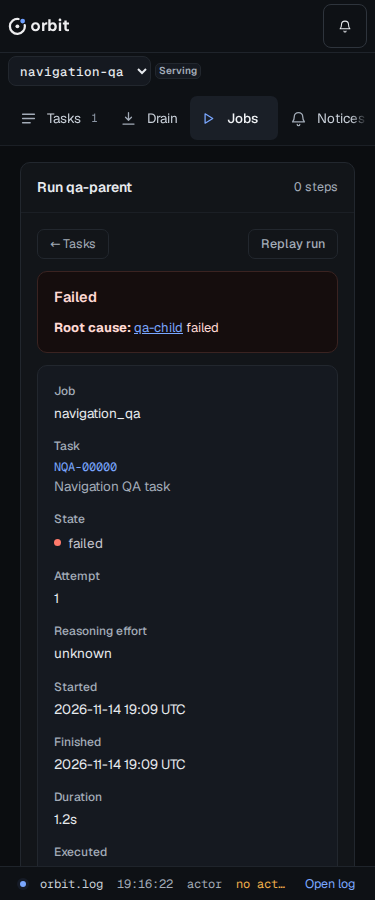 orbit
navigation-qa Serving
Tasks 1 Drain Jobs Notices
Run qa-parent 0 steps
← Tasks Replay run
Failed
Root cause: qa-child failed
Job
navigation_qa
Task
NQA-00000
Navigation QA task
State
failed
Attempt
1
Reasoning effort
unknown
Started
2026-11-14 19:09 UTC
Finished
2026-11-14 19:09 UTC
Duration
1.2s
Executed
orbit.log 19:16:22 actor no act… Open log